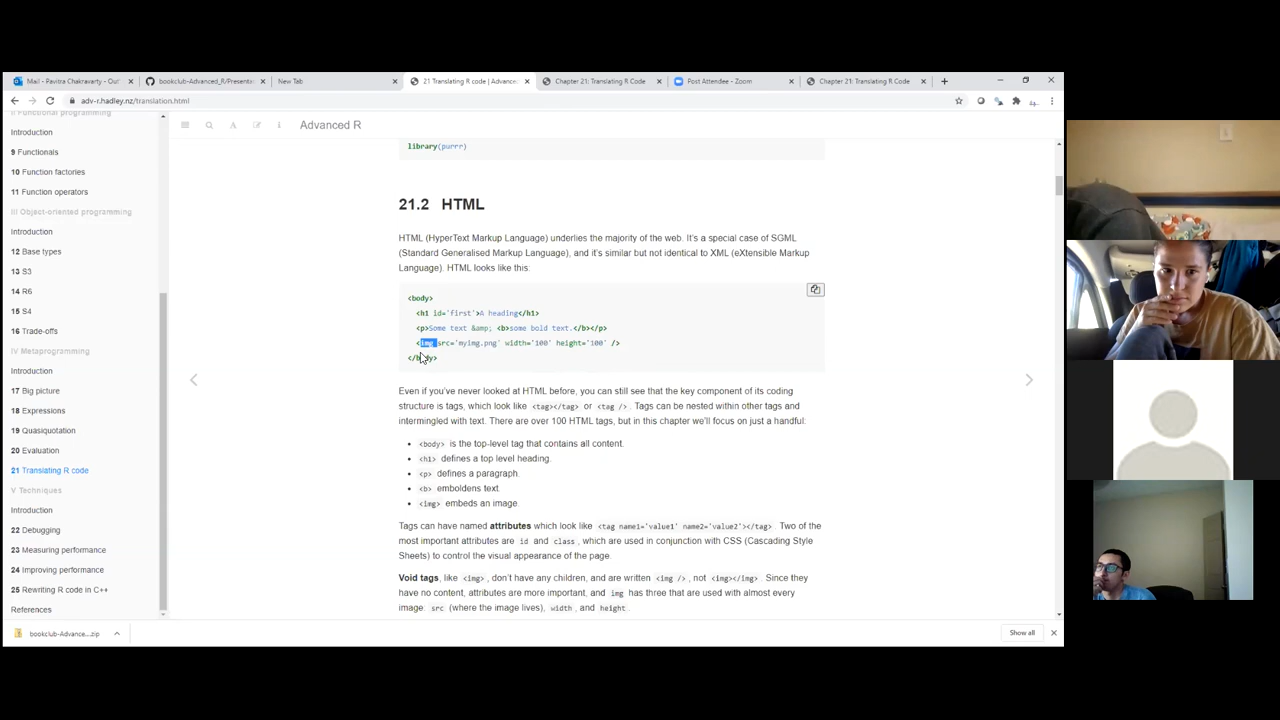 Mail - Pavitra Chakravarty - Out
bookclub-Advanced_R/Presentati
New Tab
21 Translating R code | Advance
Chapter 21: Translating R Code
Post Attendee - Zoom
Chapter 21: Translating R Code
adv-r.hadley.nz/translation.html
II Functional programming
Introduction
9 Functionals
10 Function factories
11 Function operators
III Object-oriented programming
Introduction
12 Base types
13 S3
14 R6
15 S4
16 Trade-offs
IV Metaprogramming
Introduction
17 Big picture
18 Expressions
19 Quasiquotation
20 Evaluation
21 Translating R code
V Techniques
Introduction
22 Debugging
23 Measuring performance
24 Improving performance
25 Rewriting R code in C++
References
Advanced R
library(purrr)
21.2 HTML
HTML (HyperText Markup Language) underlies the majority of the web. It's a special case of SGML
(Standard Generalised Markup Language), and it's similar but not identical to XML (eXtensible Markup
Language). HTML looks like this:
<body>
<h1 id='first'>A heading</h1>
<p>Some text &amp; <b>some bold text.</b></p>
<img src='myimg.png' width='100' height='100' />
</body>
Even if you've never looked at HTML before, you can still see that the key component of its coding
structure is tags, which look like <tag></tag> or <tag />. Tags can be nested within other tags and
intermingled with text. There are over 100 HTML tags, but in this chapter we'll focus on just a handful:
• <body> is the top-level tag that contains all content.
• <h1> defines a top level heading.
• <p> defines a paragraph.
• <b> emboldens text.
• <img> embeds an image.
Tags can have named attributes which look like <tag name1='value1' name2='value2'></tag>. Two of the
most important attributes are id and class, which are used in conjunction with CSS (Cascading Style
Sheets) to control the visual appearance of the page.
Void tags, like <img>, don't have any children, and are written <img />, not <img></img>. Since they
have no content, attributes are more important, and img has three that are used with almost every
image: src (where the image lives), width, and height.
bookclub-Advance....zip
Show all